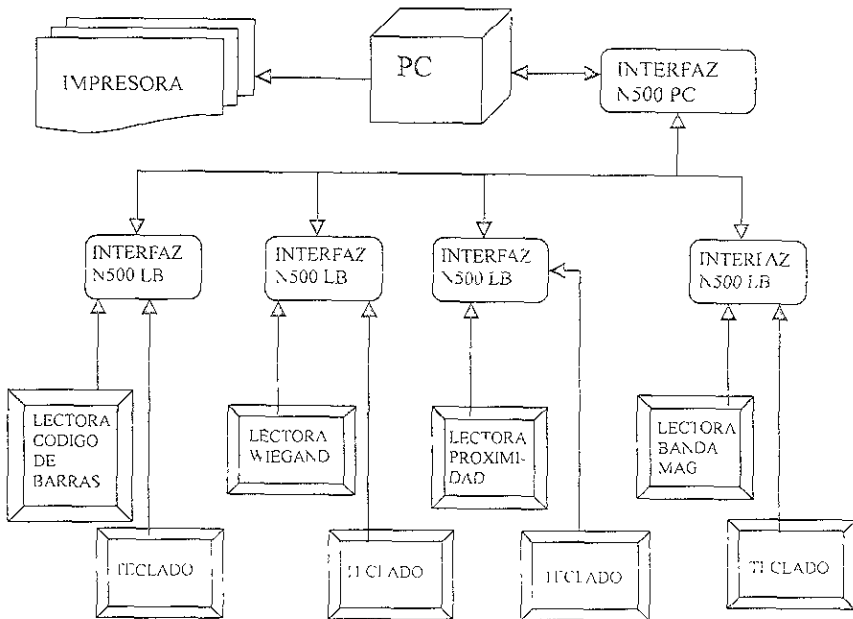 IMPRESORA
PC
INTERFAZ
N500 PC
INTERFAZ
N500 LB
INTERFAZ
N500 LB
INTERFAZ
N500 LB
INTERFAZ
N500 LB
LECTORA
CODIGO
DE
BARRAS
LECTORA
WIEGAND
LECTORA
PROXIMI-
DAD
LECTORA
BANDA
MAG
TECLADO
TECLADO
TECLADO
TECLADO